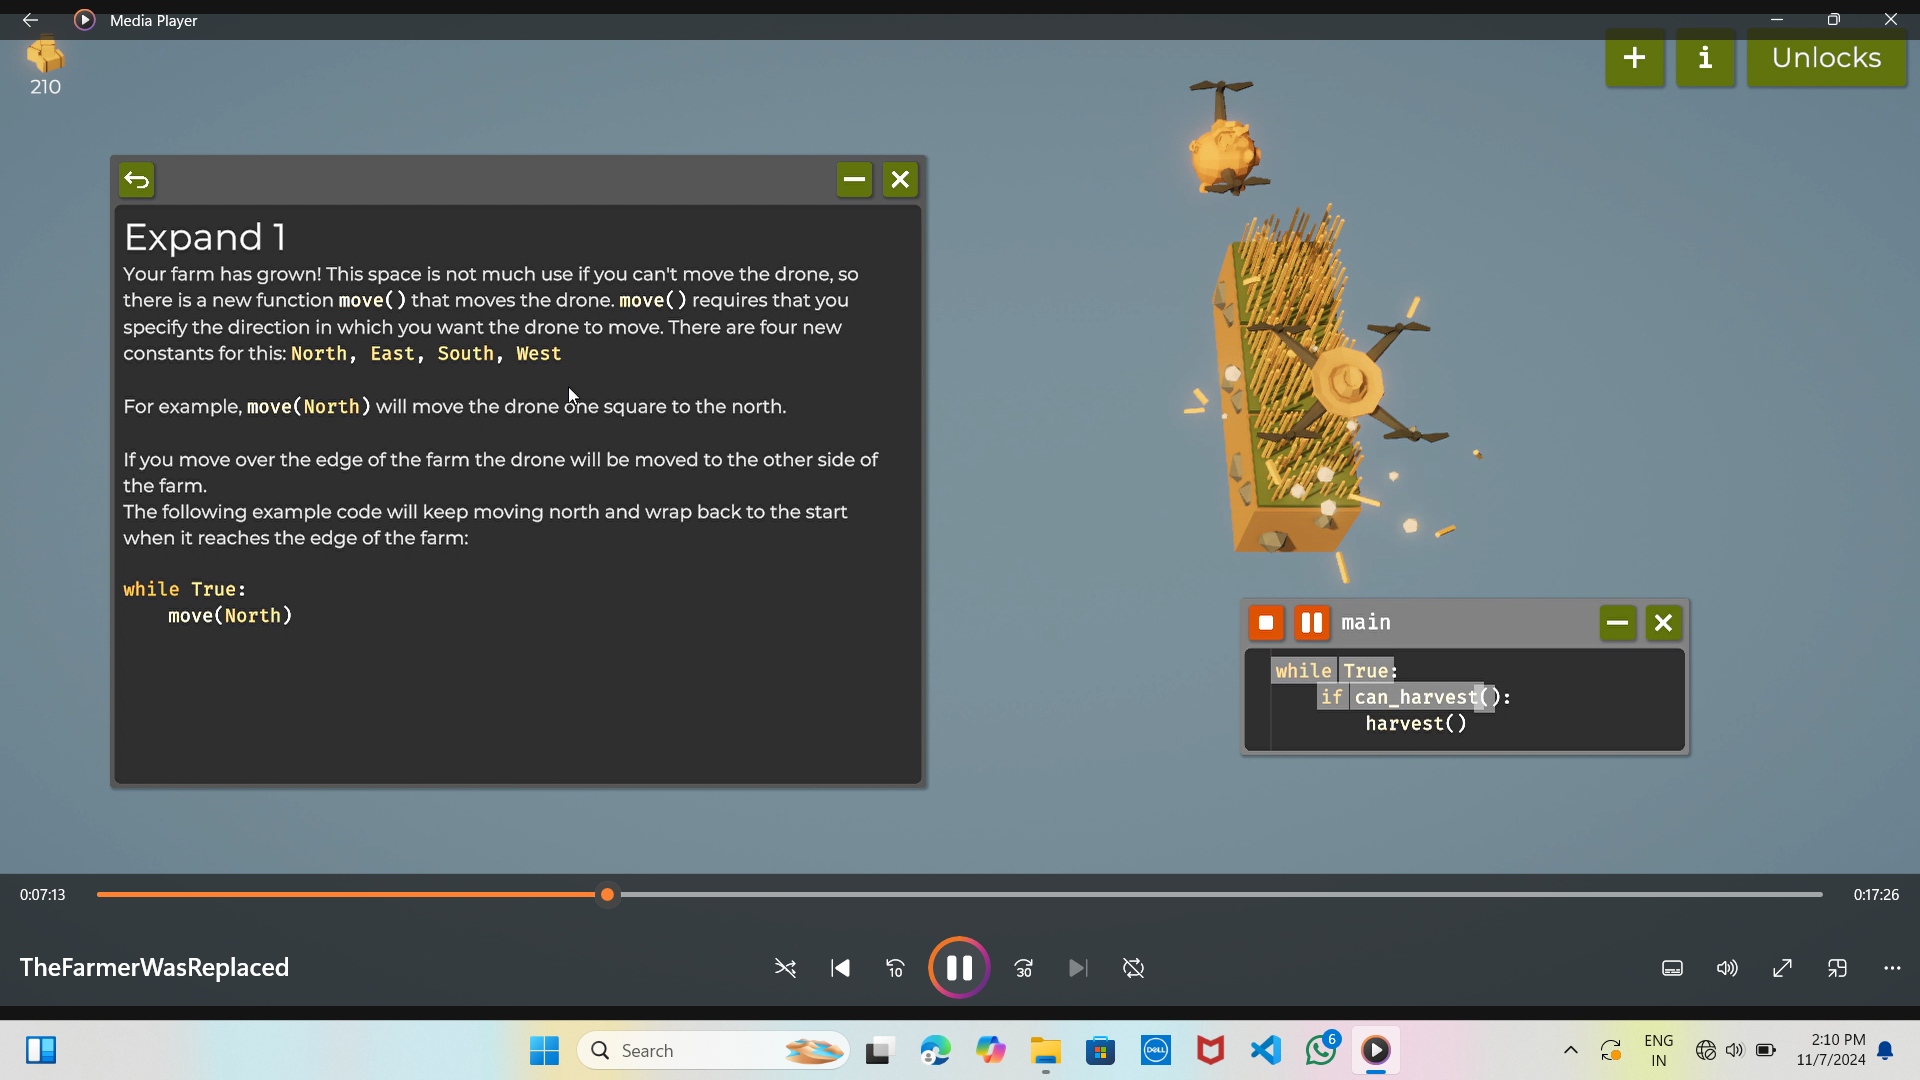 Media Player
210
Unlocks
Expand 1
Your farm has grown! This space is not much use if you can't move the drone, so
there is a new function move() that moves the drone. move() requires that you
specify the direction in which you want the drone to move. There are four new
constants for this: North, East, South, West
For example, move(North) will move the drone one square to the north.
If you move over the edge of the farm the drone will be moved to the other side of
the farm.
The following example code will keep moving north and wrap back to the start
when it reaches the edge of the farm:
while True:
    move(North)
main
while True:
    if can_harvest():
        harvest()
0:07:13
0:17:26
TheFarmerWasReplaced
10
30
Search
DELL
6
ENG
IN
2:10 PM
11/7/2024